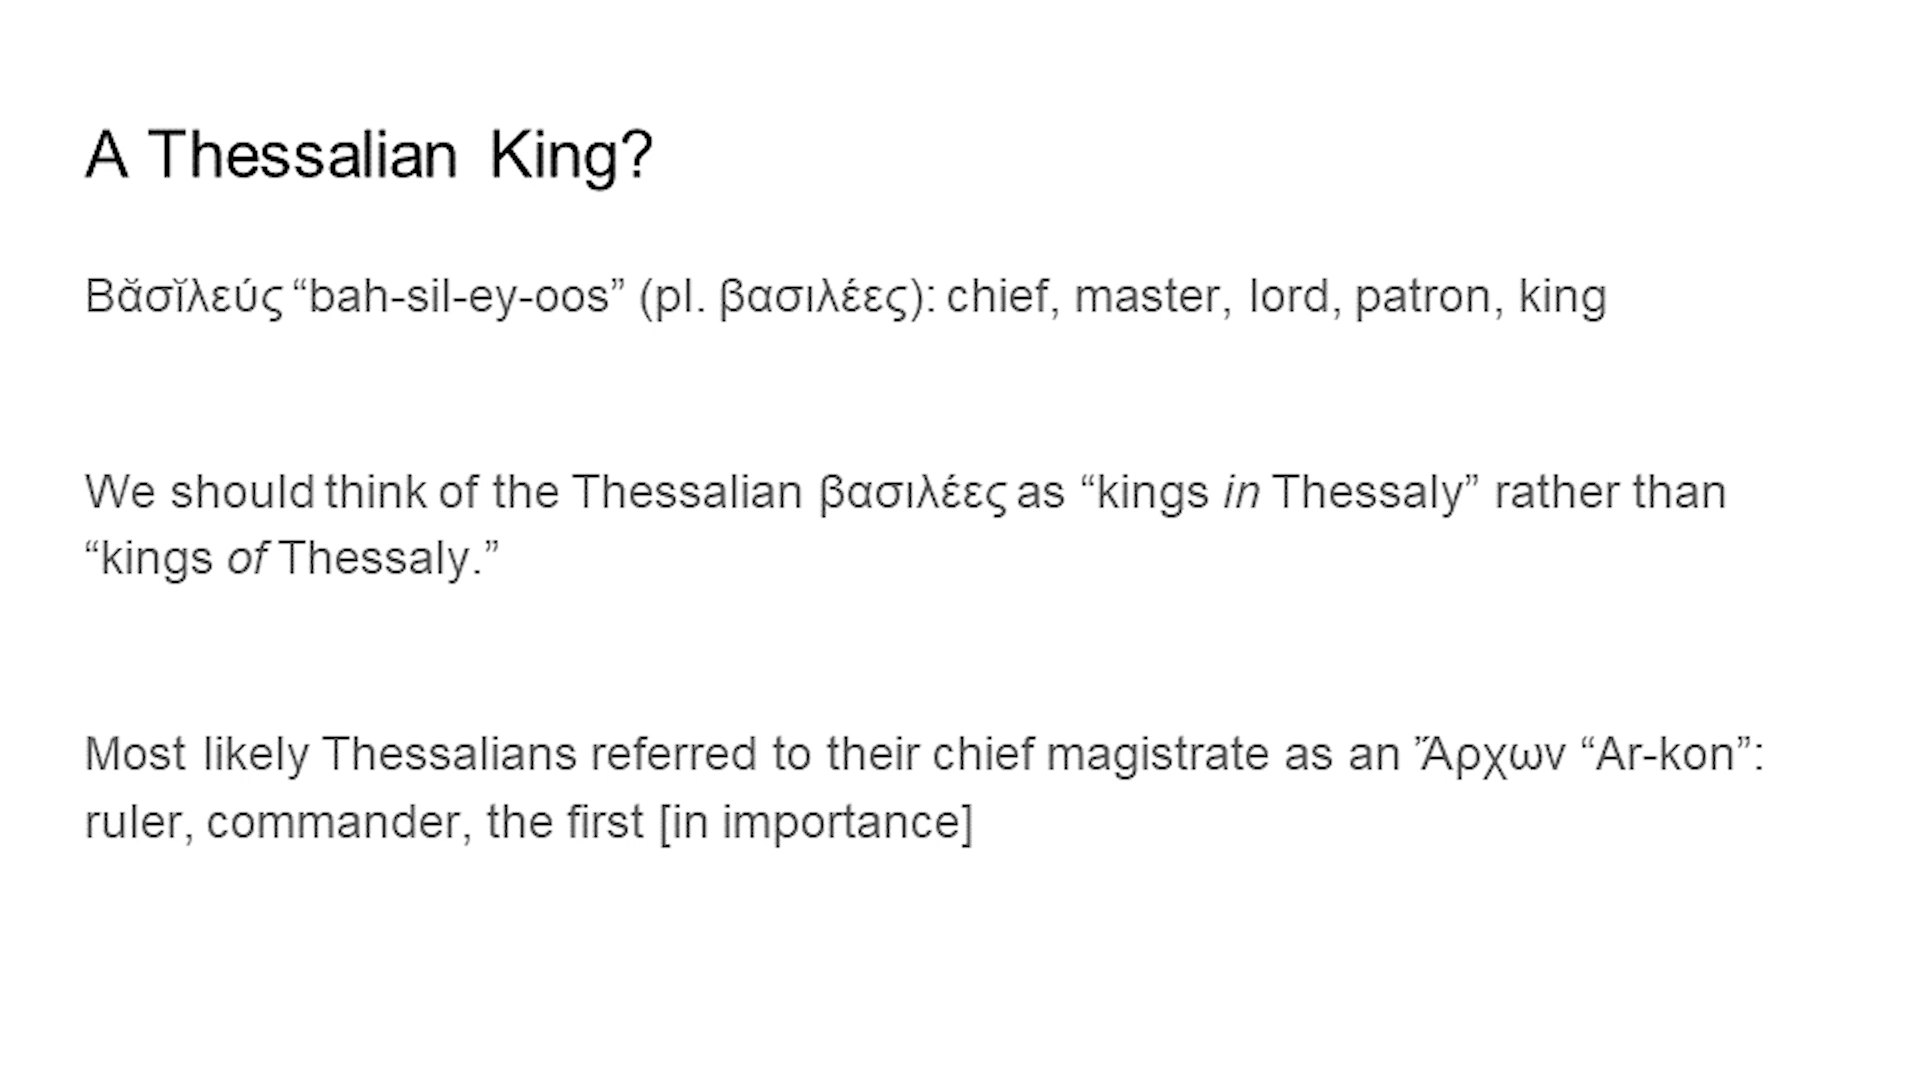 A Thessalian King?
Βᾰσῐλεύς “bah-sil-ey-oos” (pl. βασιλέες): chief, master, lord, patron, king
We should think of the Thessalian βασιλέες as “kings in Thessaly” rather than
“kings of Thessaly.”
Most likely Thessalians referred to their chief magistrate as an Ἄρχων “Ar-kon”:
ruler, commander, the first [in importance]